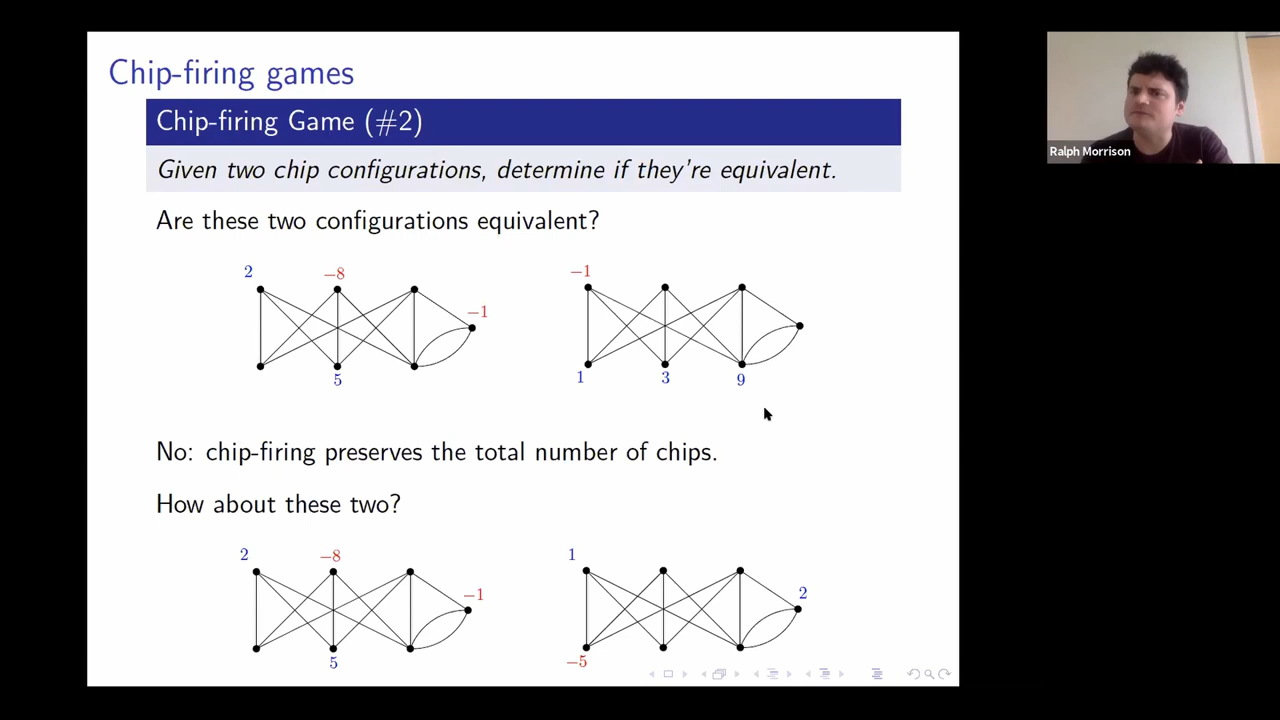 Chip-firing games
Chip-firing Game (#2)
Given two chip configurations, determine if they're equivalent.
Are these two configurations equivalent?
2 −8 −1 5
−1 1 3 9
No: chip-firing preserves the total number of chips.
How about these two?
2 −8 −1 5
1 2 −5
Ralph Morrison